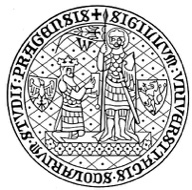 + SIGILLVM : VNIVERSITATIS : SCOLARIVM : STVDII : PRAGENSIS
W